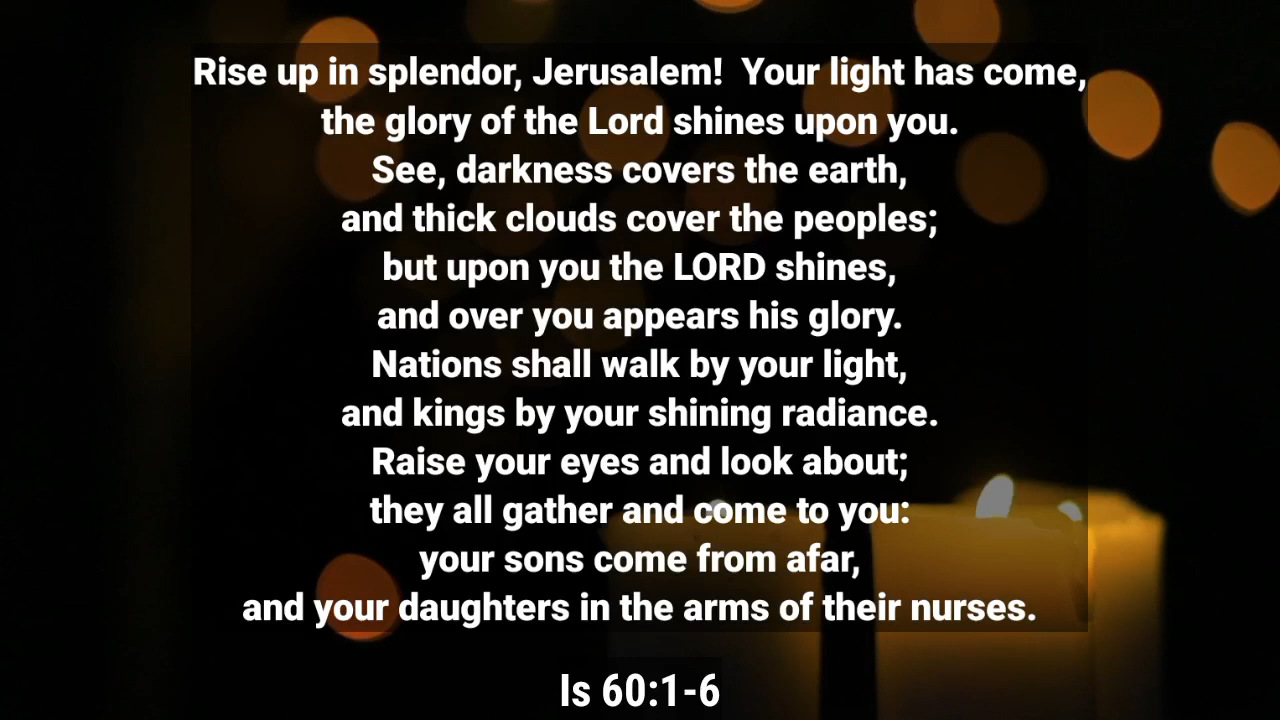 Rise up in splendor, Jerusalem!  Your light has come,
the glory of the Lord shines upon you.
See, darkness covers the earth,
and thick clouds cover the peoples;
but upon you the LORD shines,
and over you appears his glory.
Nations shall walk by your light,
and kings by your shining radiance.
Raise your eyes and look about;
they all gather and come to you:
your sons come from afar,
and your daughters in the arms of their nurses.
Is 60:1-6